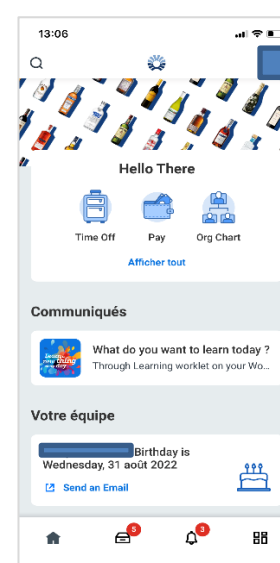 13:06
Hello There
Time Off
Pay
Org Chart
Afficher tout
Communiqués
What do you want to learn today ?
Through Learning worklet on your Wo...
Votre équipe
Birthday is
Wednesday, 31 août 2022
Send an Email
5
3